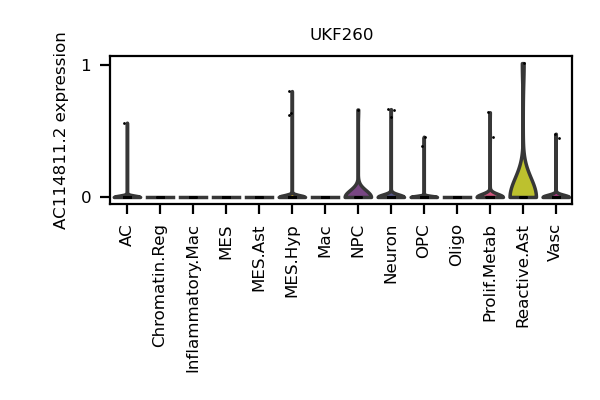 UKF260
AC114811.2 expression
1
0
AC
Chromatin.Reg
Inflammatory.Mac
MES
MES.Ast
MES.Hyp
Mac
NPC
Neuron
OPC
Oligo
Prolif.Metab
Reactive.Ast
Vasc